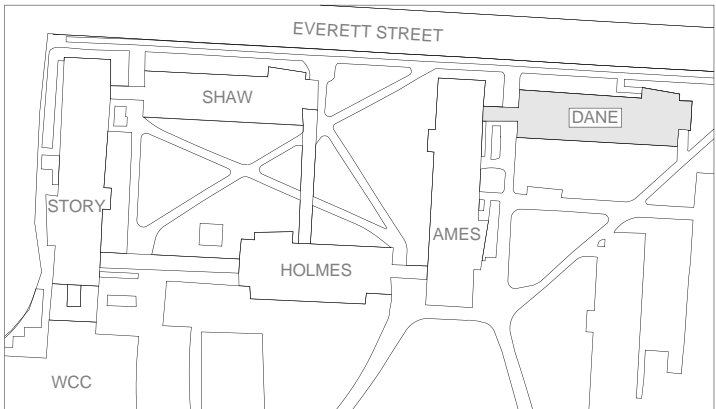 EVERETT STREET
SHAW
DANE
STORY
AMES
HOLMES
WCC